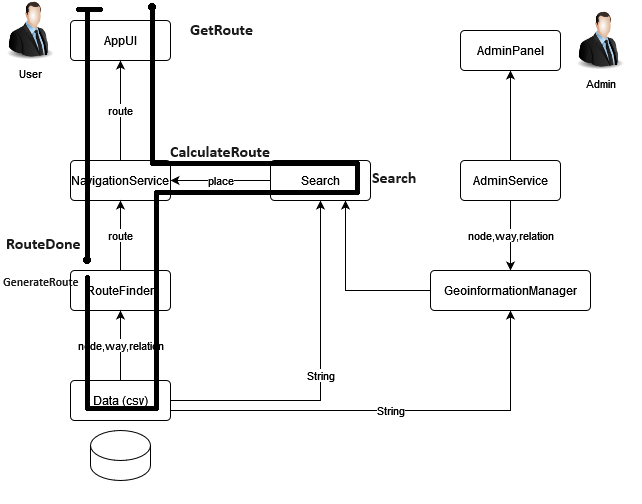 GetRoute
AppUI
AdminPanel
User
Admin
route
CalculateRoute
NavigationService
place
Search
Search
AdminService
route
node,way,relation
RouteDone
GenerateRoute
RouteFinder
GeoinformationManager
node,way,relation
String
Data (csv)
String